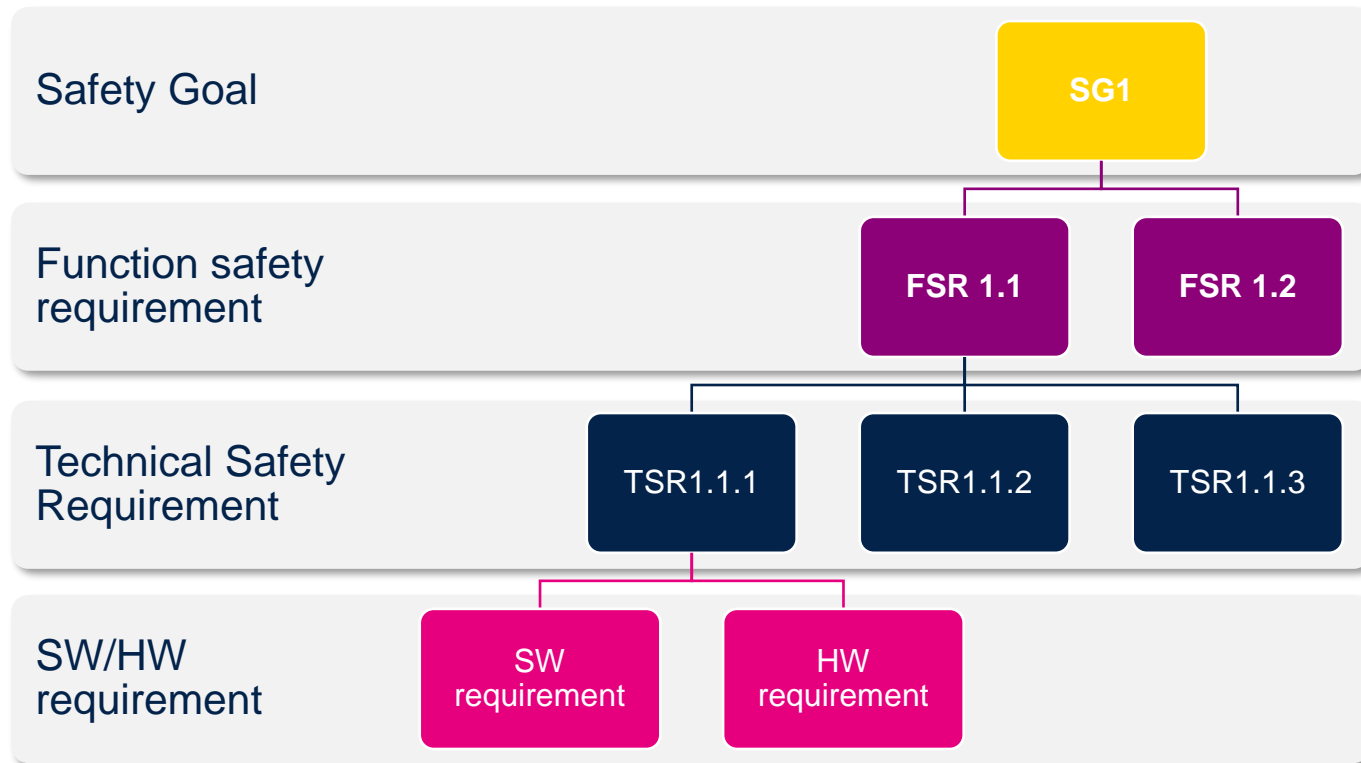 Safety Goal
SG1
Function safety
requirement
FSR 1.1
FSR 1.2
Technical Safety
Requirement
TSR1.1.1
TSR1.1.2
TSR1.1.3
SW/HW
requirement
SW
requirement
HW
requirement